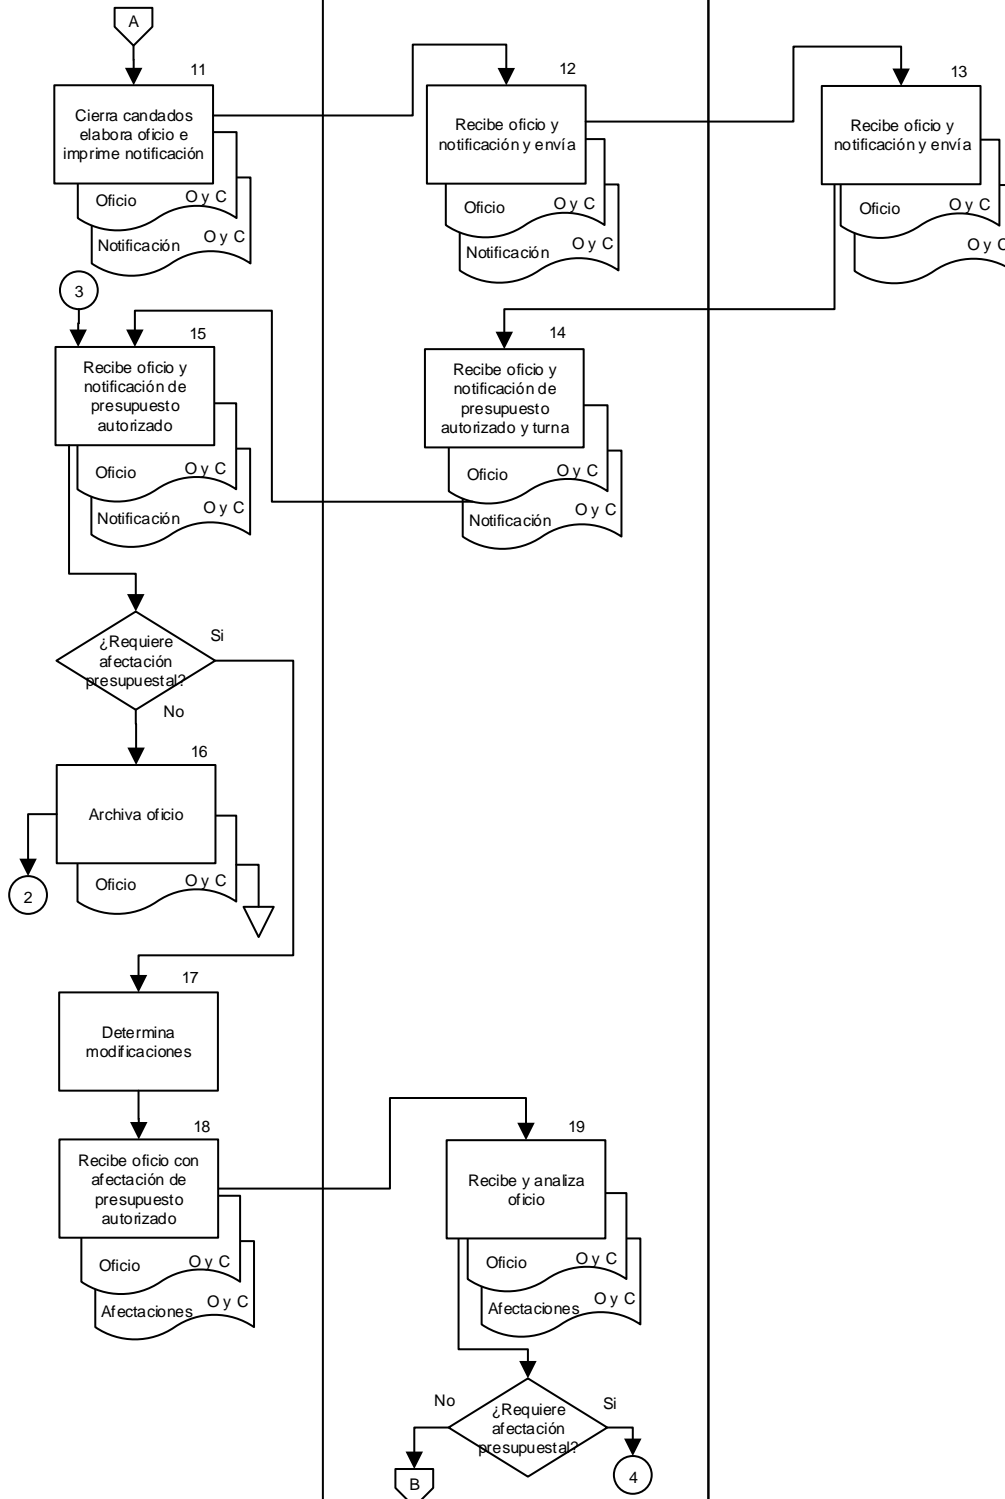 A
11
Cierra candados
elabora oficio e
imprime notificación
Oficio
O y C
Notificación
O y C
12
Recibe oficio y
notificación y envía
Oficio
O y C
Notificación
O y C
13
Recibe oficio y
notificación y envía
Oficio
O y C
O y C
3
15
Recibe oficio y
notificación de
presupuesto
autorizado
Oficio
O y C
Notificación
O y C
14
Recibe oficio y
notificación de
presupuesto
autorizado y turna
Oficio
O y C
Notificación
O y C
¿Requiere
afectación
presupuestal?
Si
No
16
Archiva oficio
Oficio
O y C
2
17
Determina
modificaciones
18
Recibe oficio con
afectación de
presupuesto
autorizado
Oficio
O y C
Afectaciones
O y C
19
Recibe y analiza
oficio
Oficio
O y C
Afectaciones
O y C
No
¿Requiere
afectación
presupuestal?
Si
B
4